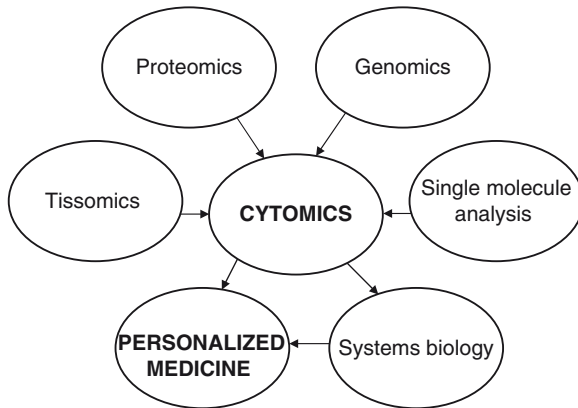 Proteomics
Genomics
Tissomics
CYTOMICS
Single molecule
analysis
PERSONALIZED
MEDICINE
Systems biology